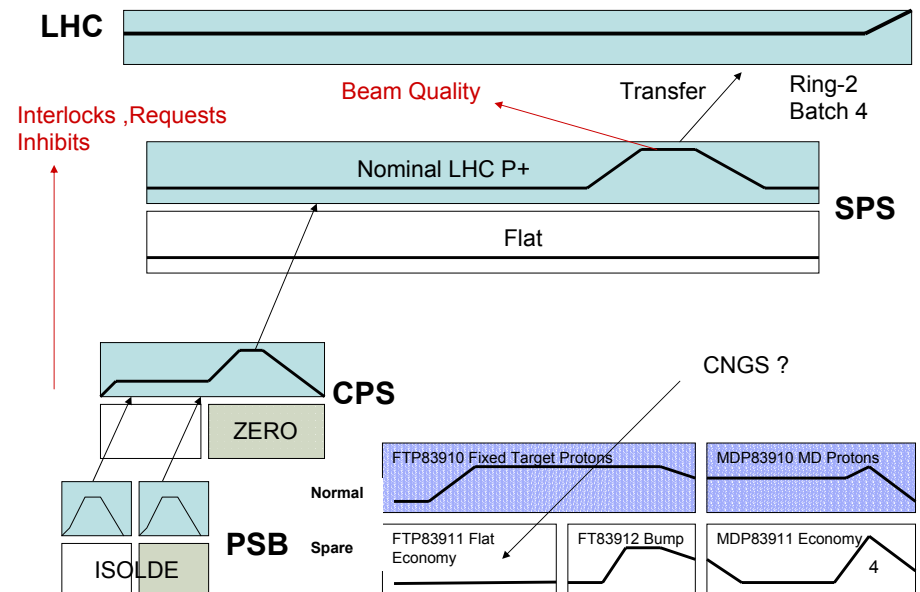 LHC
Beam Quality
Transfer
Ring-2
Batch 4
Interlocks ,Requests
Inhibits
Nominal LHC P+
SPS
Flat
CNGS ?
CPS
ZERO
FTP83910 Fixed Target Protons
MDP83910 MD Protons
Normal
PSB
Spare
FTP83911 Flat
Economy
FT83912 Bump
MDP83911 Economy
ISOLDE
4